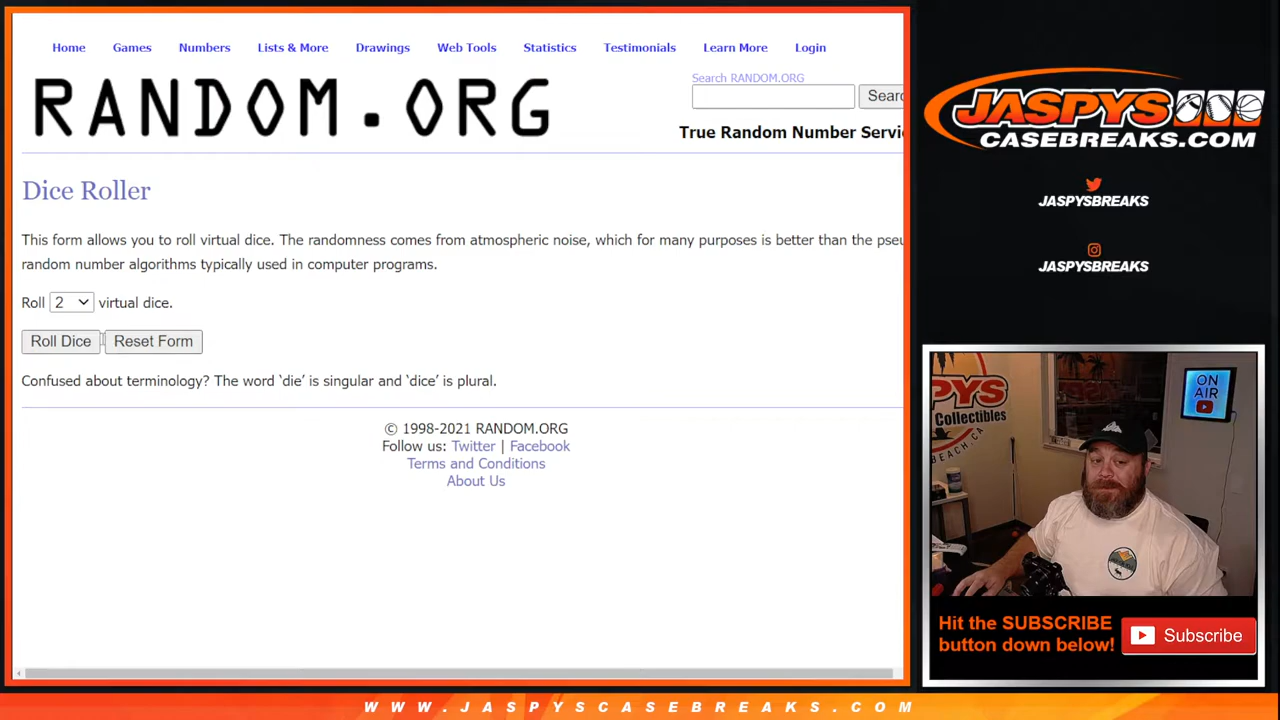 Home Games Numbers Lists & More Drawings Web Tools Statistics Testimonials Learn More Login
RANDOM.ORG
Search RANDOM.ORG
Searc
True Random Number Servi
Dice Roller
This form allows you to roll virtual dice. The randomness comes from atmospheric noise, which for many purposes is better than the pseu
random number algorithms typically used in computer programs.
Roll 2 virtual dice.
Roll Dice Reset Form
Confused about terminology? The word ‘die’ is singular and ‘dice’ is plural.
© 1998-2021 RANDOM.ORG
Follow us: Twitter | Facebook
Terms and Conditions
About Us
JASPYS
CASEBREAKS.COM
JASPYSBREAKS
JASPYSBREAKS
PYS
Collectibles
BEACH, CA
ON
AIR
Hit the SUBSCRIBE
button down below!
Subscribe
WWW.JASPYSCASEBREAKS.COM